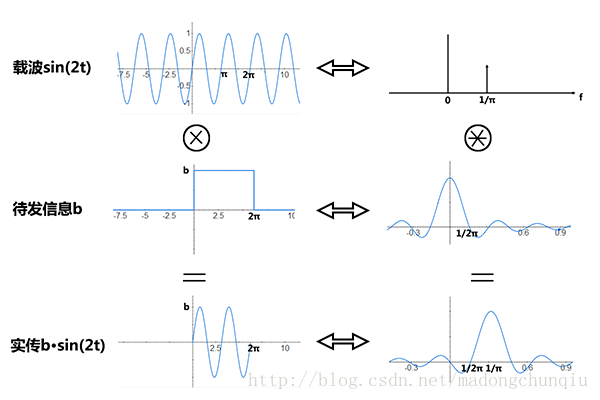 载波sin(2t)
1
0.5
-0.5
-1
-7.5 -5 -2.5 π 2π 10
0 1/π f
待发信息b
b
-7.5 -5 -2.5 2.5 2π 10
-0.3 1/2π 0.6 0.9
实传b•sin(2t)
b
2.5 2π 10
-0.3 1/2π 1/π 0.6 0.9
http://blog.csdn.net/madongchunqiu